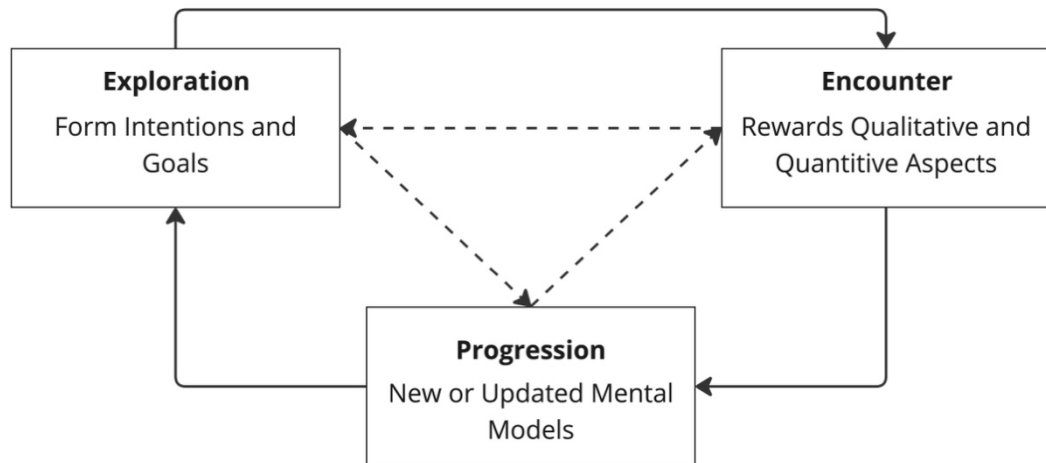 Exploration
Form Intentions and
Goals
Encounter
Rewards Qualitative and
Quantitive Aspects
Progression
New or Updated Mental
Models